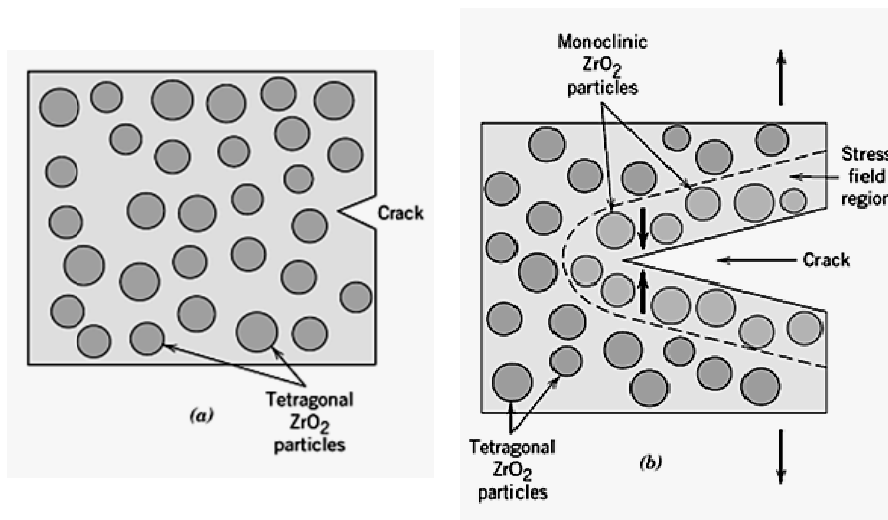 Crack
Tetragonal
ZrO2
particles
(a)
Monoclinic
ZrO2
particles
Stress
field
region
Crack
Tetragonal
ZrO2
particles
(b)